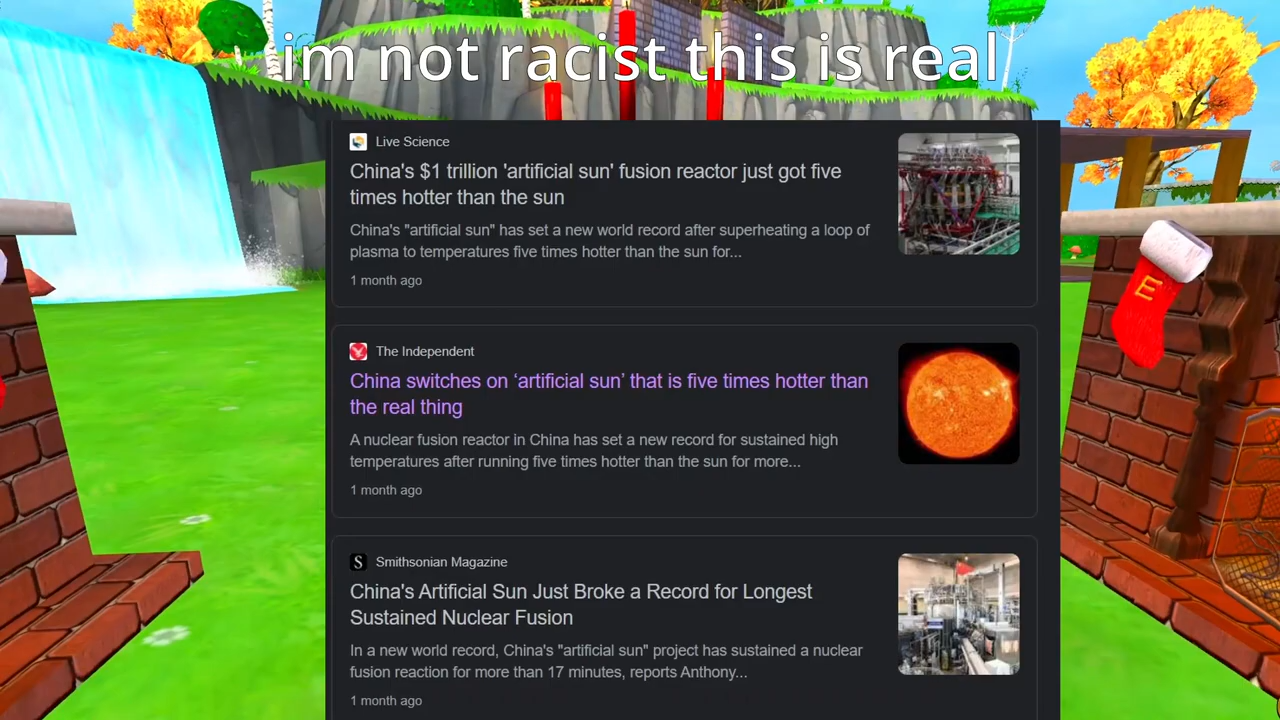 im not racist this is real
Live Science
China's $1 trillion 'artificial sun' fusion reactor just got five
times hotter than the sun
China's "artificial sun" has set a new world record after superheating a loop of
plasma to temperatures five times hotter than the sun for...
1 month ago
The Independent
China switches on ‘artificial sun’ that is five times hotter than
the real thing
A nuclear fusion reactor in China has set a new record for sustained high
temperatures after running five times hotter than the sun for more...
1 month ago
S
Smithsonian Magazine
China's Artificial Sun Just Broke a Record for Longest
Sustained Nuclear Fusion
In a new world record, China's "artificial sun" project has sustained a nuclear
fusion reaction for more than 17 minutes, reports Anthony...
1 month ago
E